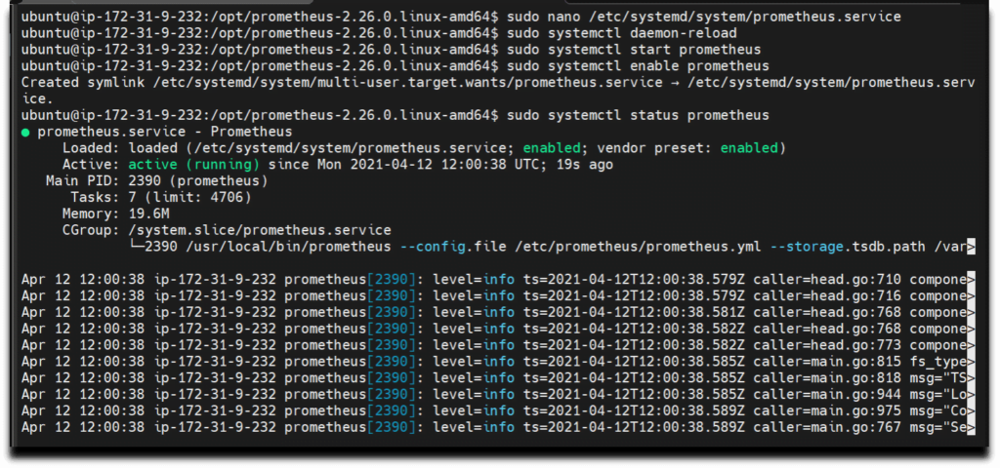 ubuntu@ip-172-31-9-232:/opt/prometheus-2.26.0.linux-amd64$ sudo nano /etc/systemd/system/prometheus.service
ubuntu@ip-172-31-9-232:/opt/prometheus-2.26.0.linux-amd64$ sudo systemctl daemon-reload
ubuntu@ip-172-31-9-232:/opt/prometheus-2.26.0.linux-amd64$ sudo systemctl start prometheus
ubuntu@ip-172-31-9-232:/opt/prometheus-2.26.0.linux-amd64$ sudo systemctl enable prometheus
Created symlink /etc/systemd/system/multi-user.target.wants/prometheus.service → /etc/systemd/system/prometheus.serv
ice.
ubuntu@ip-172-31-9-232:/opt/prometheus-2.26.0.linux-amd64$ sudo systemctl status prometheus
● prometheus.service - Prometheus
     Loaded: loaded (/etc/systemd/system/prometheus.service; enabled; vendor preset: enabled)
     Active: active (running) since Mon 2021-04-12 12:00:38 UTC; 19s ago
   Main PID: 2390 (prometheus)
      Tasks: 7 (limit: 4706)
     Memory: 19.6M
     CGroup: /system.slice/prometheus.service
             └─2390 /usr/local/bin/prometheus --config.file /etc/prometheus/prometheus.yml --storage.tsdb.path /var>

Apr 12 12:00:38 ip-172-31-9-232 prometheus[2390]: level=info ts=2021-04-12T12:00:38.579Z caller=head.go:710 compone>
Apr 12 12:00:38 ip-172-31-9-232 prometheus[2390]: level=info ts=2021-04-12T12:00:38.579Z caller=head.go:716 compone>
Apr 12 12:00:38 ip-172-31-9-232 prometheus[2390]: level=info ts=2021-04-12T12:00:38.581Z caller=head.go:768 compone>
Apr 12 12:00:38 ip-172-31-9-232 prometheus[2390]: level=info ts=2021-04-12T12:00:38.582Z caller=head.go:768 compone>
Apr 12 12:00:38 ip-172-31-9-232 prometheus[2390]: level=info ts=2021-04-12T12:00:38.582Z caller=head.go:773 compone>
Apr 12 12:00:38 ip-172-31-9-232 prometheus[2390]: level=info ts=2021-04-12T12:00:38.585Z caller=main.go:815 fs_type>
Apr 12 12:00:38 ip-172-31-9-232 prometheus[2390]: level=info ts=2021-04-12T12:00:38.585Z caller=main.go:818 msg="TS>
Apr 12 12:00:38 ip-172-31-9-232 prometheus[2390]: level=info ts=2021-04-12T12:00:38.585Z caller=main.go:944 msg="Lo>
Apr 12 12:00:38 ip-172-31-9-232 prometheus[2390]: level=info ts=2021-04-12T12:00:38.589Z caller=main.go:975 msg="Co>
Apr 12 12:00:38 ip-172-31-9-232 prometheus[2390]: level=info ts=2021-04-12T12:00:38.589Z caller=main.go:767 msg="Se>